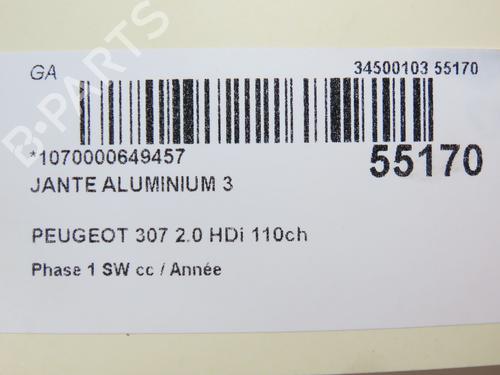 GA
34500103 55170
*1070000649457
55170
JANTE ALUMINIUM 3
PEUGEOT 307 2.0 HDi 110ch
Phase 1 SW cc / Année
B-PARTS